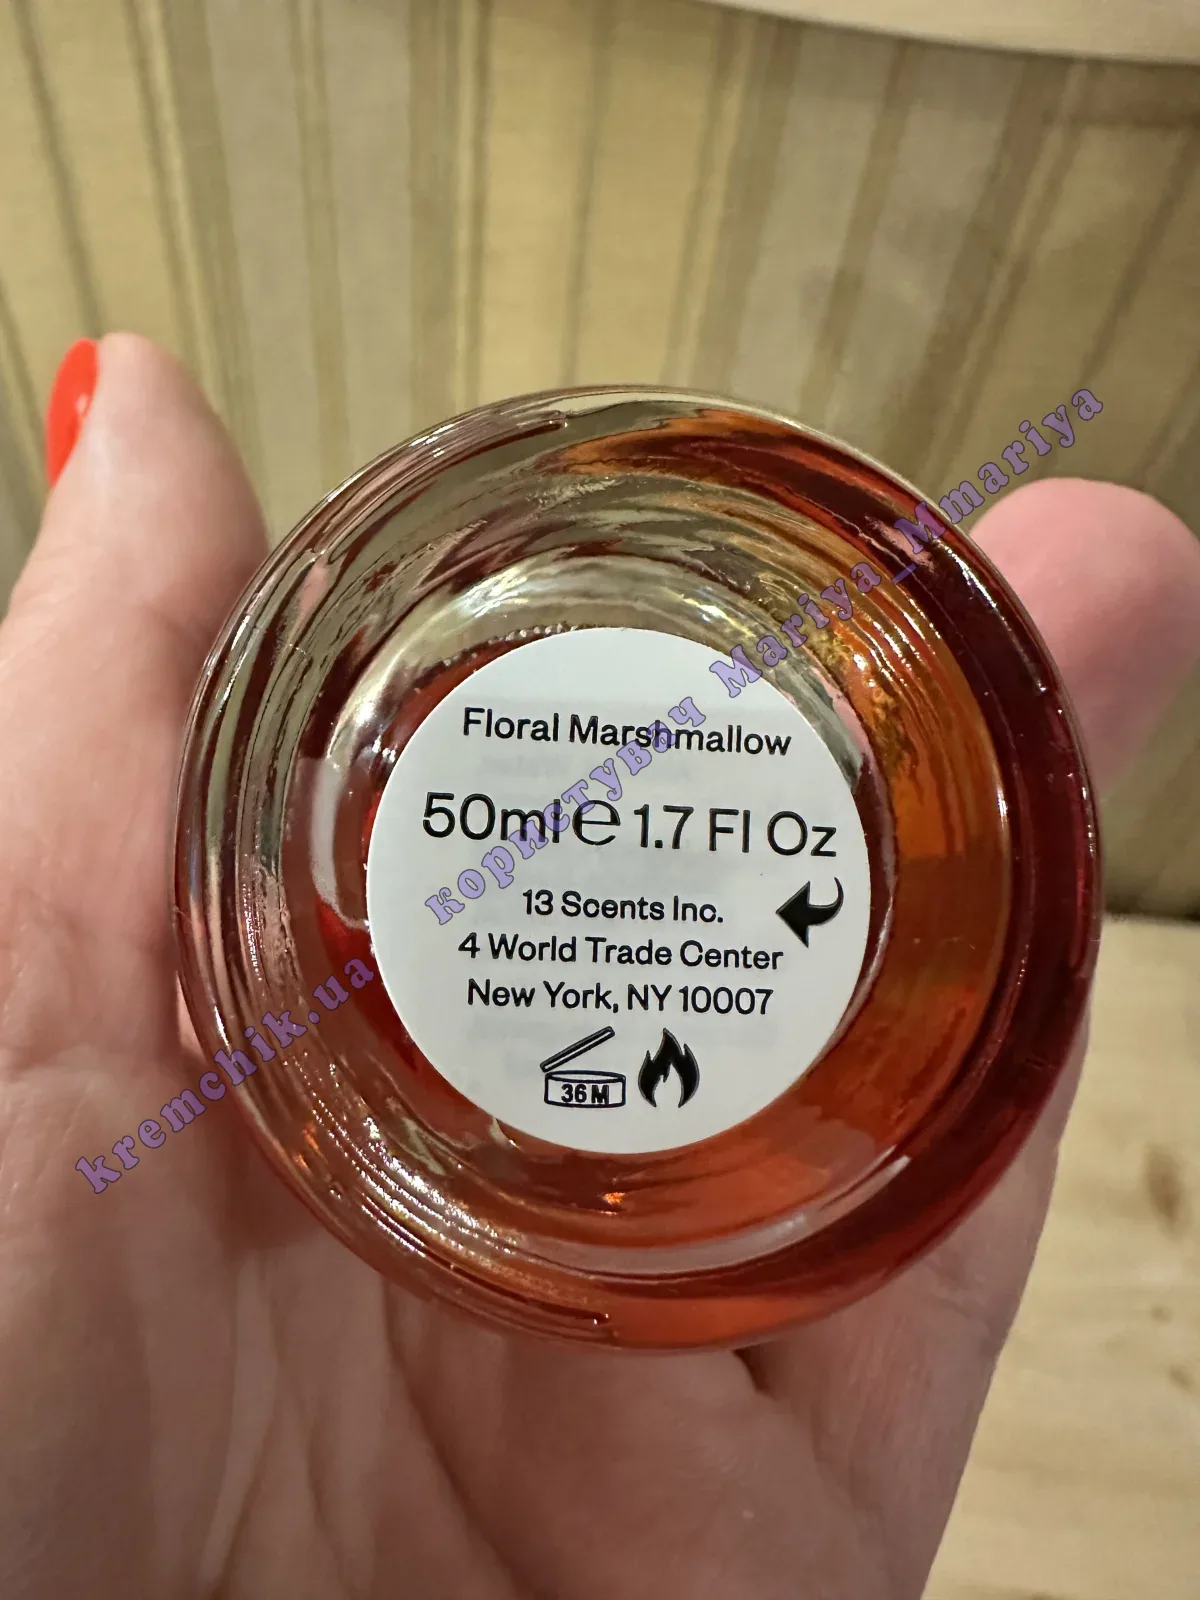 Floral Marshmallow
50ml e 1.7 Fl Oz
13 Scents Inc.
4 World Trade Center
New York, NY 10007
36 M
kremchik.ua користувач Mariya_Mmariya